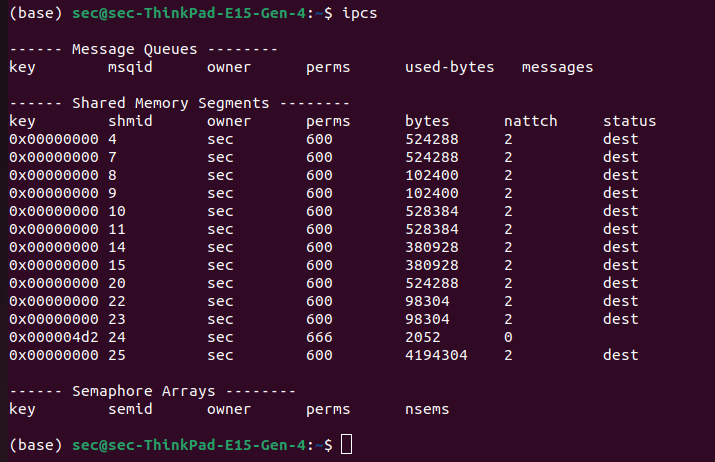 (base) sec@sec-ThinkPad-E15-Gen-4:~$ ipcs
------ Message Queues --------
key        msqid      owner      perms      used-bytes   messages
------ Shared Memory Segments --------
key        shmid      owner      perms      bytes      nattch     status
0x00000000 4          sec        600        524288     2          dest
0x00000000 7          sec        600        524288     2          dest
0x00000000 8          sec        600        102400     2          dest
0x00000000 9          sec        600        102400     2          dest
0x00000000 10         sec        600        528384     2          dest
0x00000000 11         sec        600        528384     2          dest
0x00000000 14         sec        600        380928     2          dest
0x00000000 15         sec        600        380928     2          dest
0x00000000 20         sec        600        524288     2          dest
0x00000000 22         sec        600        98304      2          dest
0x00000000 23         sec        600        98304      2          dest
0x000004d2 24         sec        666        2052       0
0x00000000 25         sec        600        4194304    2          dest
------ Semaphore Arrays --------
key        semid      owner      perms      nsems
(base) sec@sec-ThinkPad-E15-Gen-4:~$